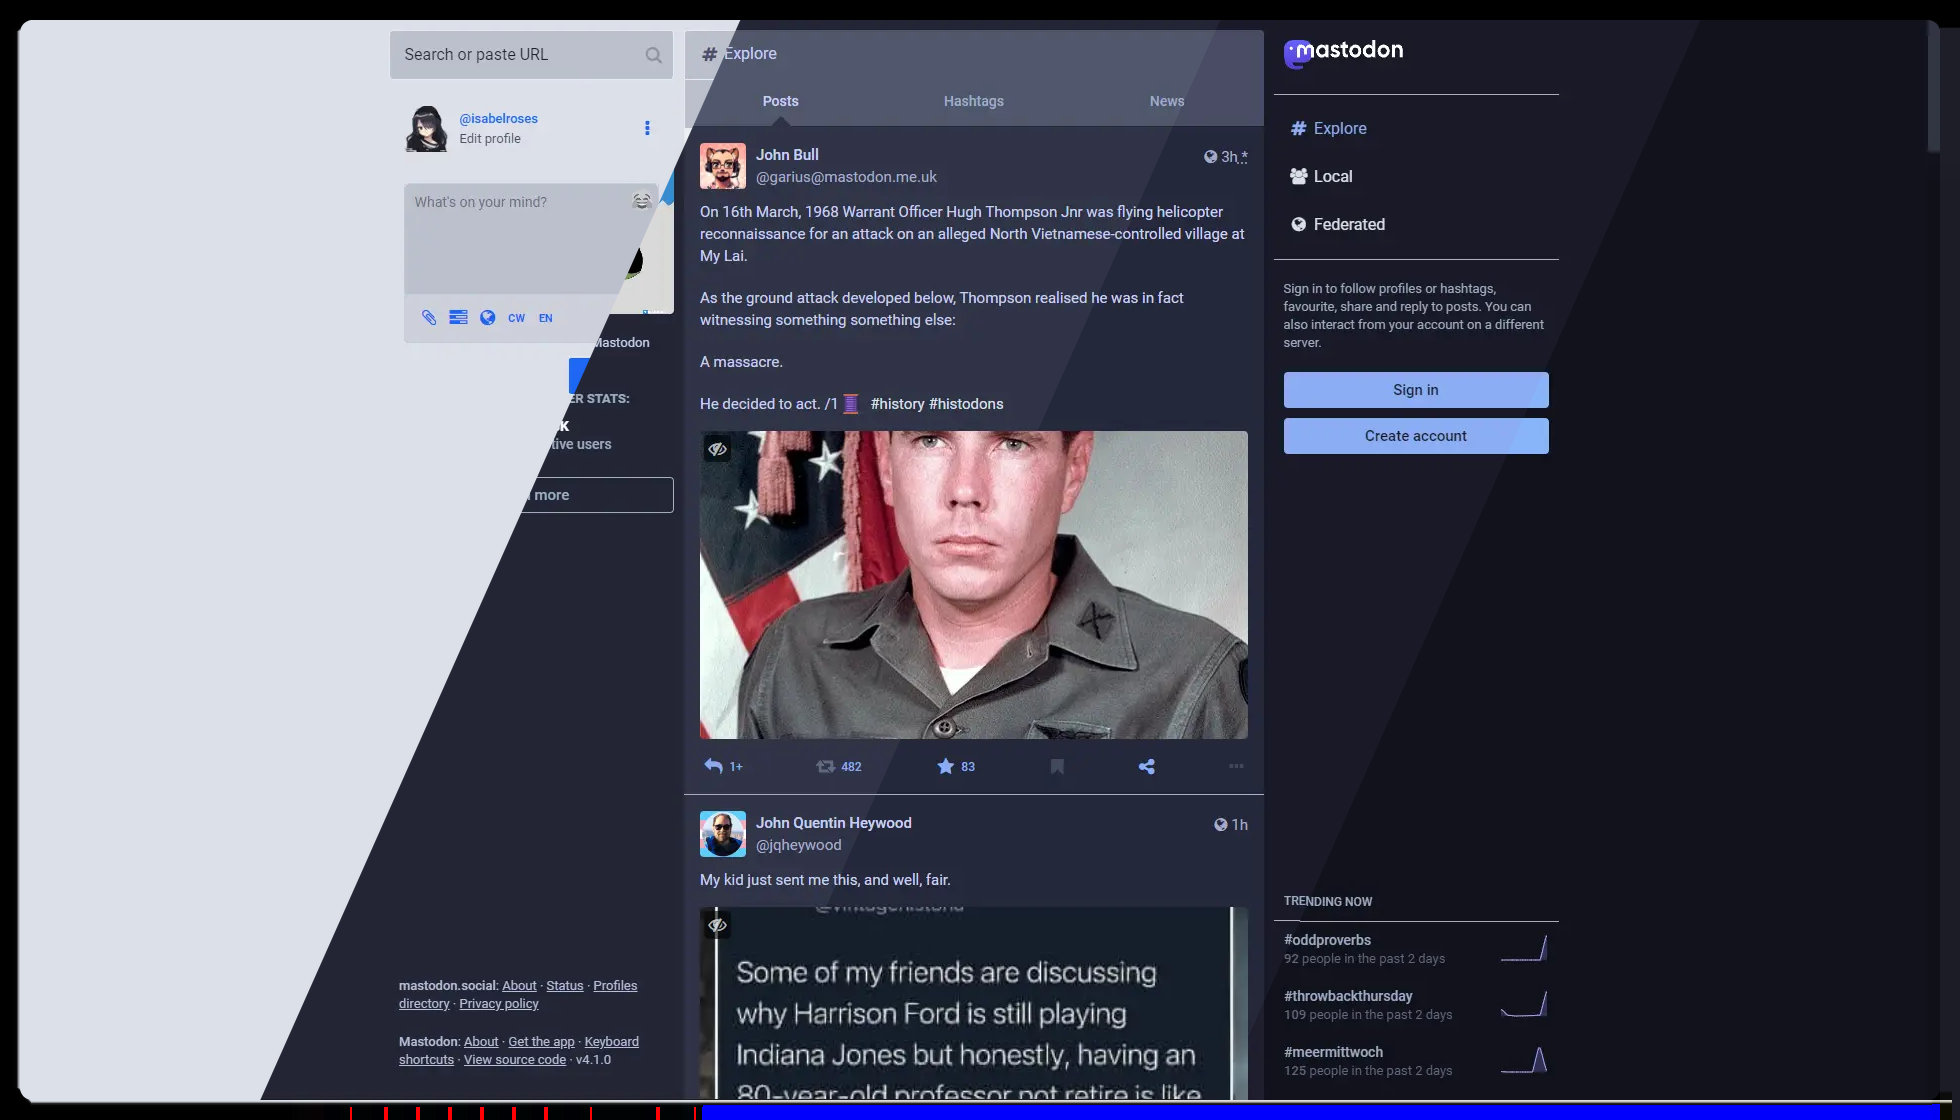 Search or paste URL
@isabelroses
Edit profile
What's on your mind?
CW EN
Mastodon
ER STATS:
K
tive users
more
mastodon.social: About · Status · Profiles
directory · Privacy policy
Mastodon: About · Get the app · Keyboard
shortcuts · View source code · v4.1.0
# Explore
Posts Hashtags News
John Bull
@garius@mastodon.me.uk
3h *
On 16th March, 1968 Warrant Officer Hugh Thompson Jnr was flying helicopter
reconnaissance for an attack on an alleged North Vietnamese-controlled village at
My Lai.
As the ground attack developed below, Thompson realised he was in fact
witnessing something something else:
A massacre.
He decided to act. /1 🧵 #history #histodons
1+ 482 83
John Quentin Heywood
@jqheywood
1h
My kid just sent me this, and well, fair.
Some of my friends are discussing
why Harrison Ford is still playing
Indiana Jones but honestly, having an
80-year-old professor not retire is like
mastodon
# Explore
Local
Federated
Sign in to follow profiles or hashtags,
favourite, share and reply to posts. You can
also interact from your account on a different
server.
Sign in
Create account
TRENDING NOW
#oddproverbs
92 people in the past 2 days
#throwbackthursday
109 people in the past 2 days
#meermittwoch
125 people in the past 2 days